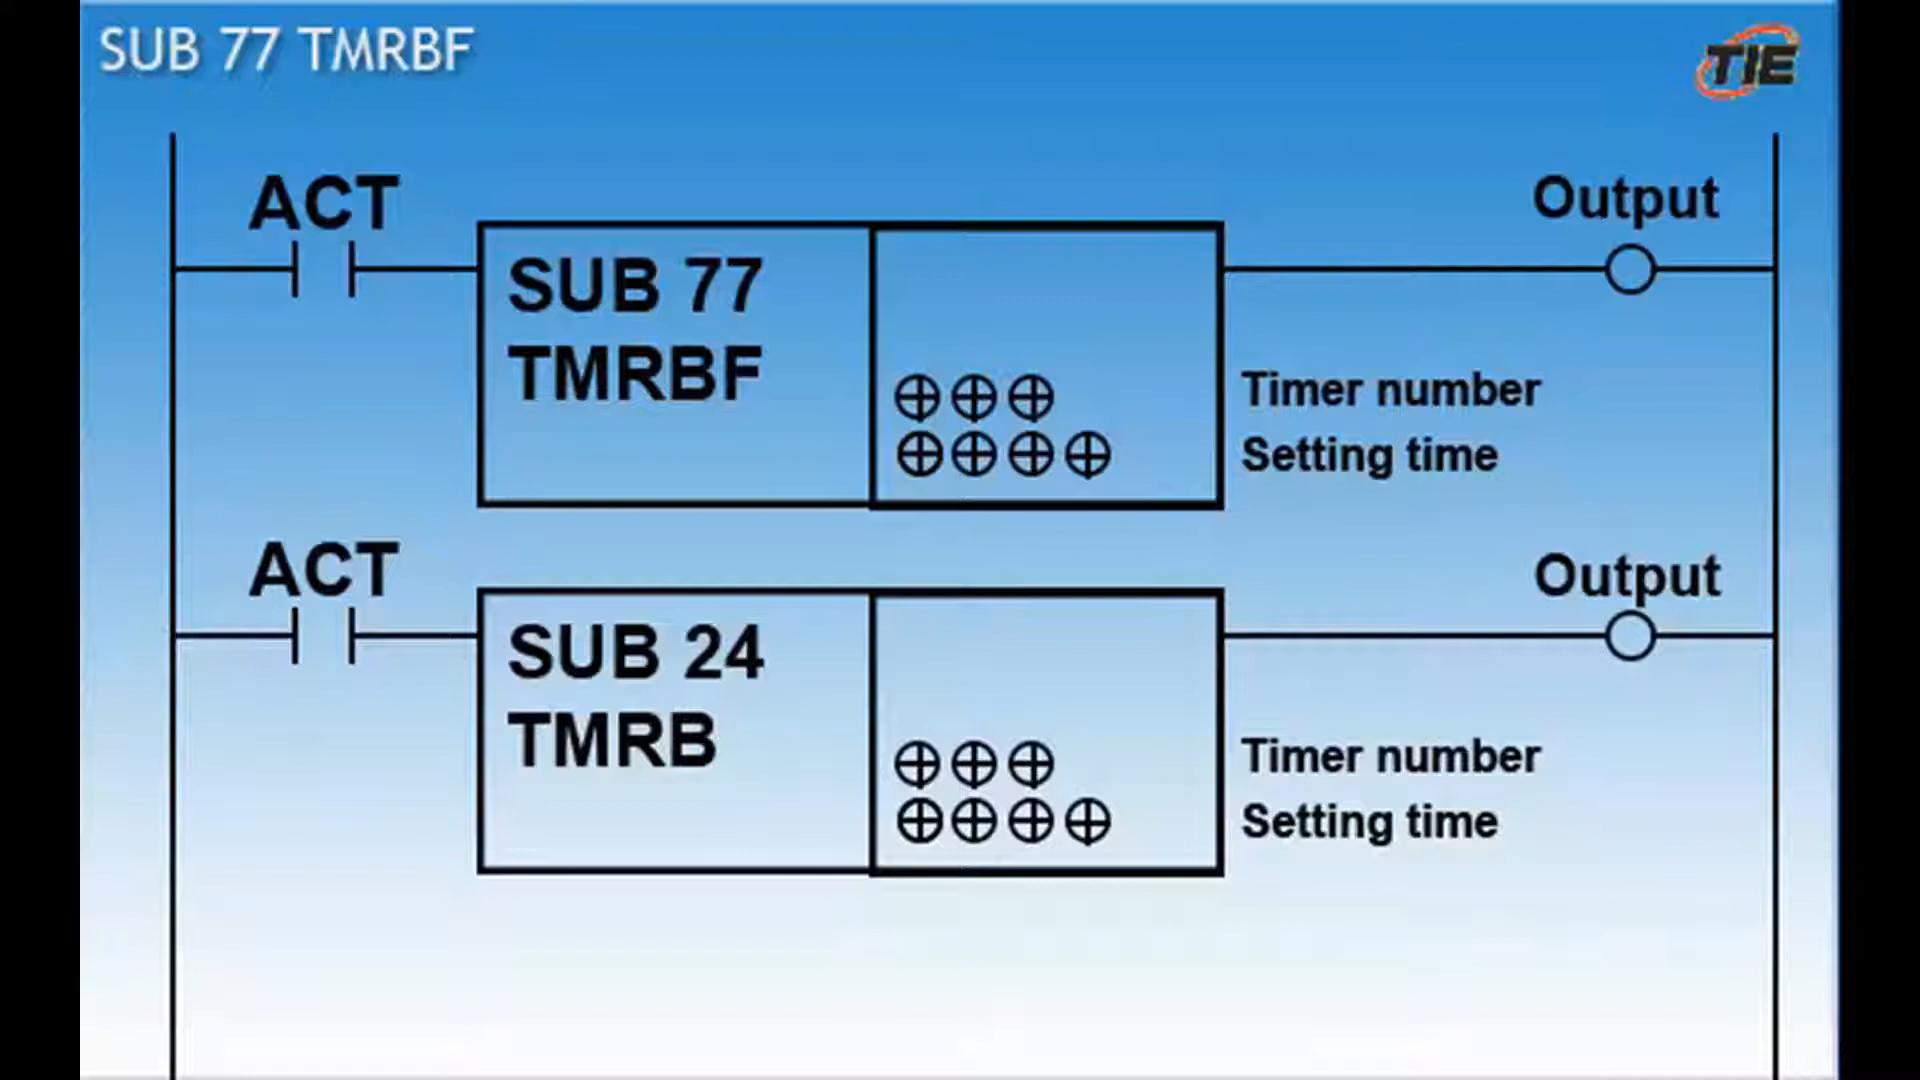 SUB 77 TMRBF
TIE
ACT
Output
SUB 77
TMRBF
Timer number
Setting time
ACT
Output
SUB 24
TMRB
Timer number
Setting time